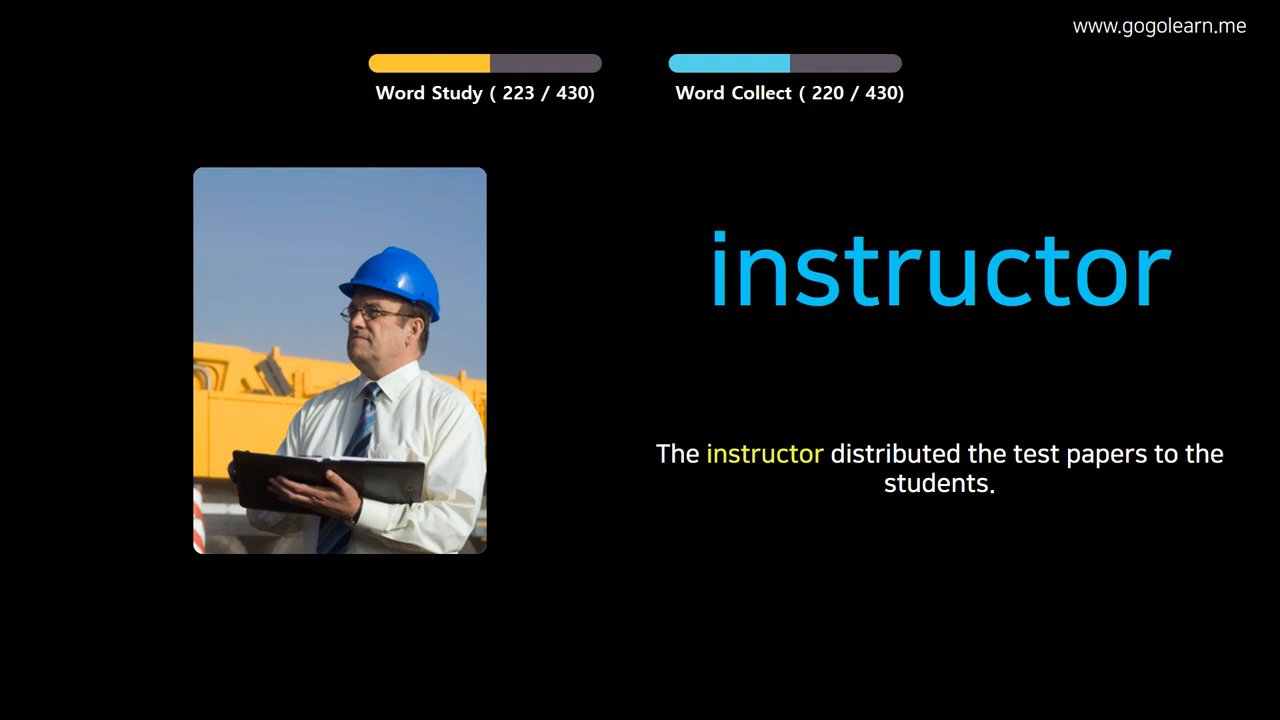 www.gogolearn.me
Word Study ( 223 / 430)
Word Collect ( 220 / 430)
instructor
The instructor distributed the test papers to the
students.